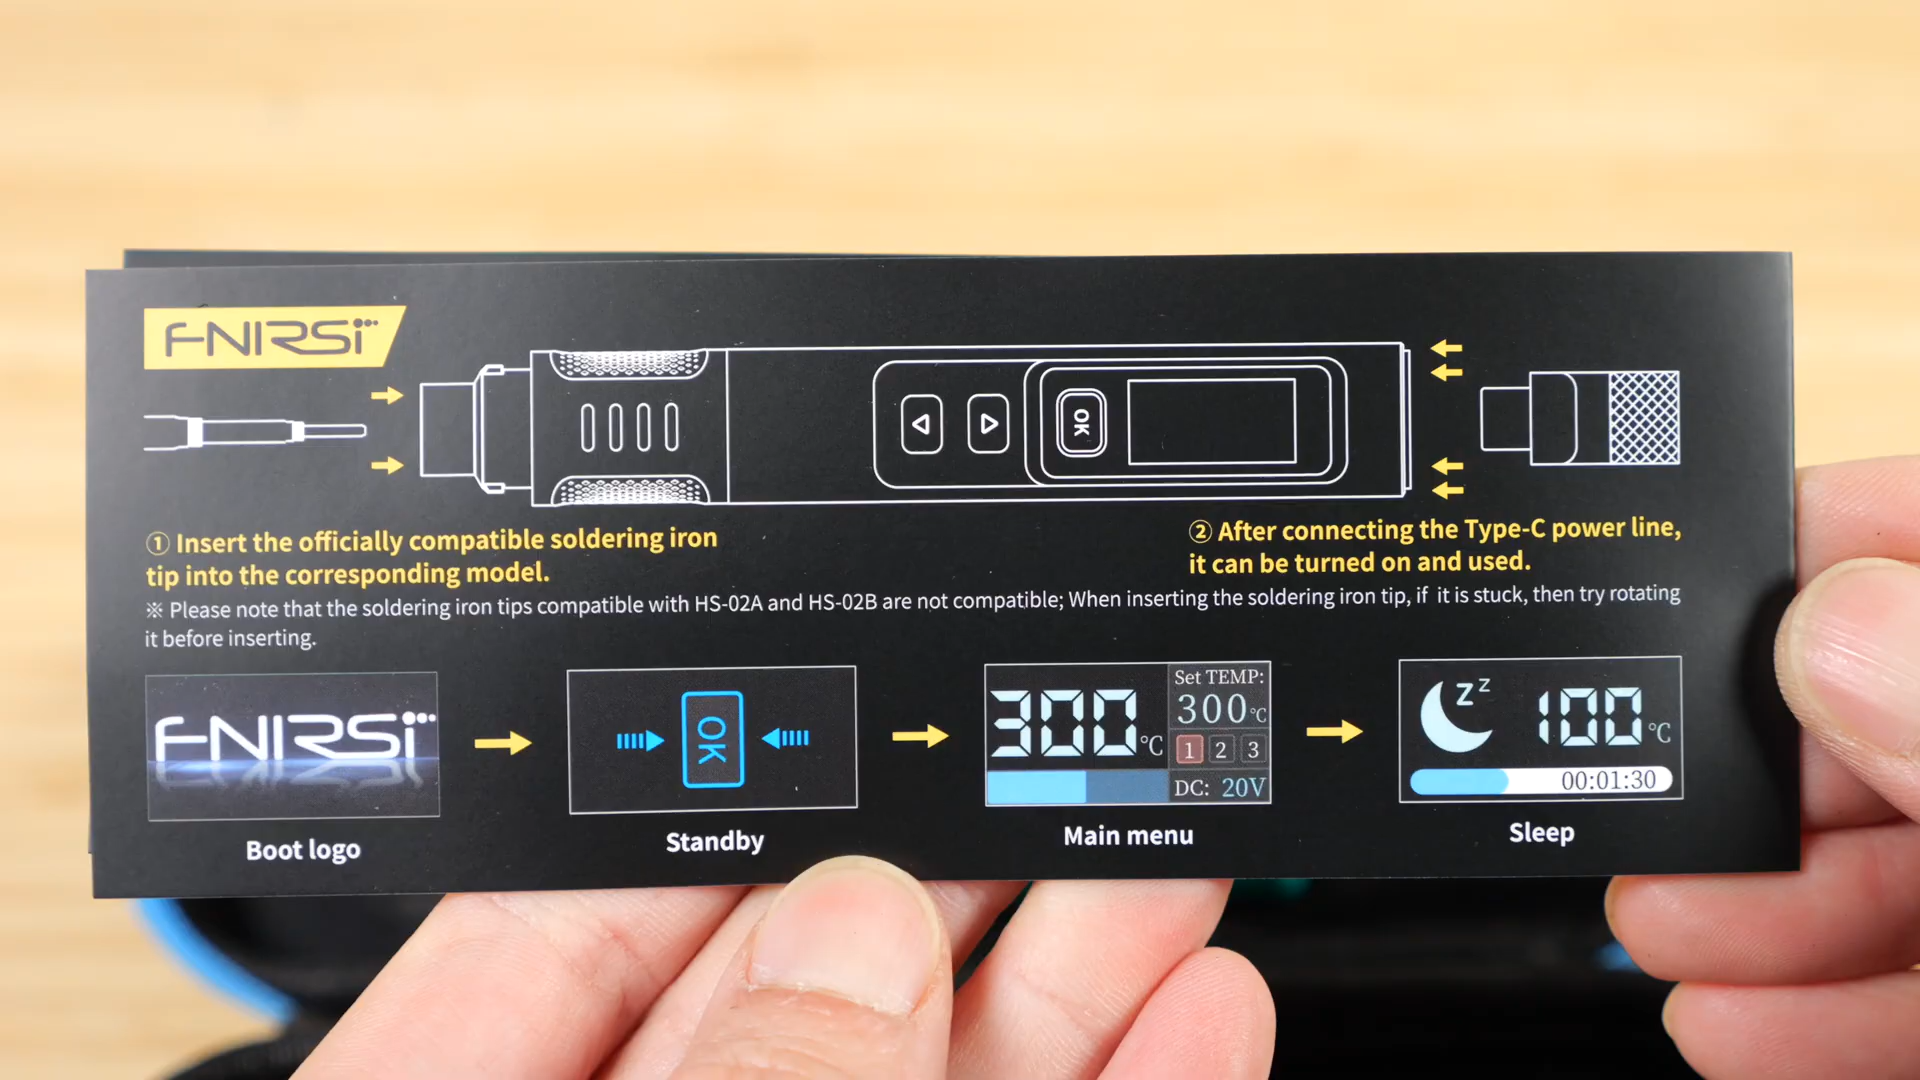 FNIRSI
OK
① Insert the officially compatible soldering iron
tip into the corresponding model.
② After connecting the Type-C power line,
it can be turned on and used.
※ Please note that the soldering iron tips compatible with HS-02A and HS-02B are not compatible; When inserting the soldering iron tip, if it is stuck, then try rotating
it before inserting.
FNIRSI
Boot logo
OK
Standby
300°C
Set TEMP:
300°C
1 2 3
DC: 20V
Main menu
zz
100°C
00:01:30
Sleep